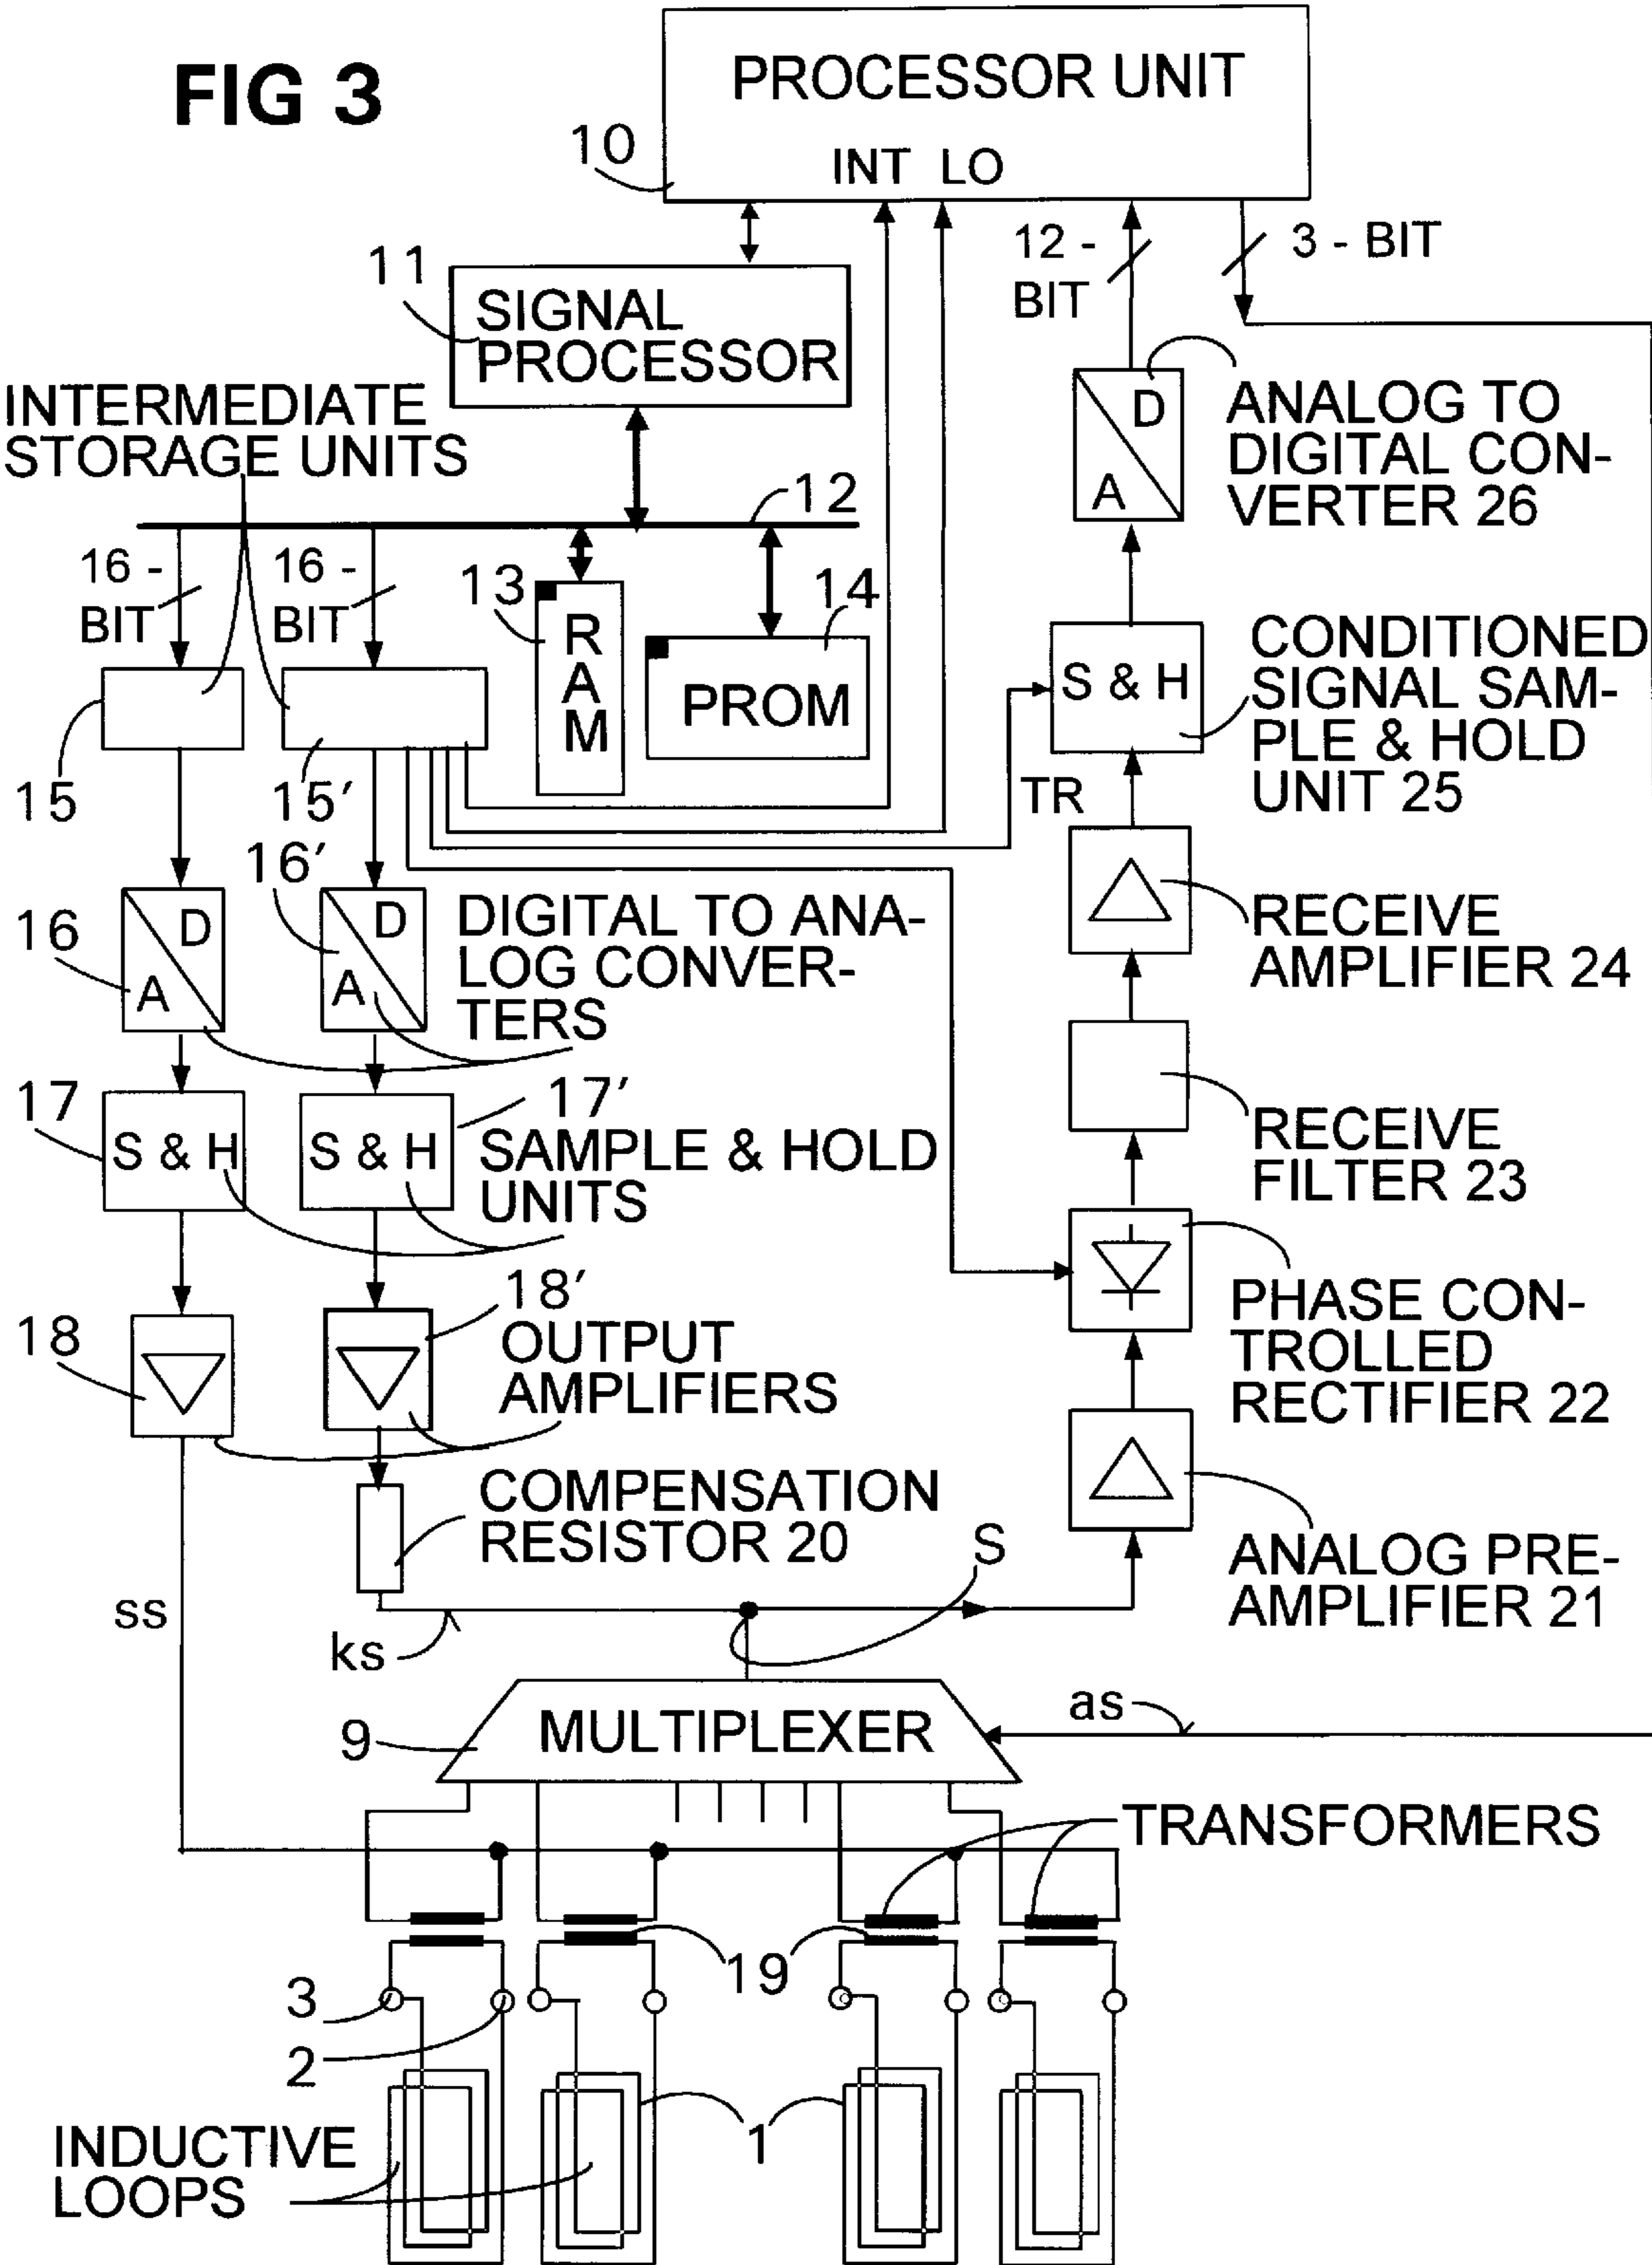 FIG 3
PROCESSOR UNIT
10
INT LO
12 -
BIT
3 - BIT
11
SIGNAL
PROCESSOR
INTERMEDIATE
STORAGE UNITS
D
A
ANALOG TO
DIGITAL CON-
VERTER 26
12
16 -
BIT
16 -
BIT
13
R
A
M
14
PROM
15
15′
S & H
CONDITIONED
SIGNAL SAM-
PLE & HOLD
UNIT 25
TR
16
D
A
16′
D
A
DIGITAL TO ANA-
LOG CONVER-
TERS
RECEIVE
AMPLIFIER 24
17
S & H
S & H
17′
SAMPLE & HOLD
UNITS
RECEIVE
FILTER 23
18
18′
OUTPUT
AMPLIFIERS
PHASE CON-
TROLLED
RECTIFIER 22
COMPENSATION
RESISTOR 20
S
ANALOG PRE-
AMPLIFIER 21
ss
ks
9
MULTIPLEXER
as
TRANSFORMERS
19
3
2
1
INDUCTIVE
LOOPS